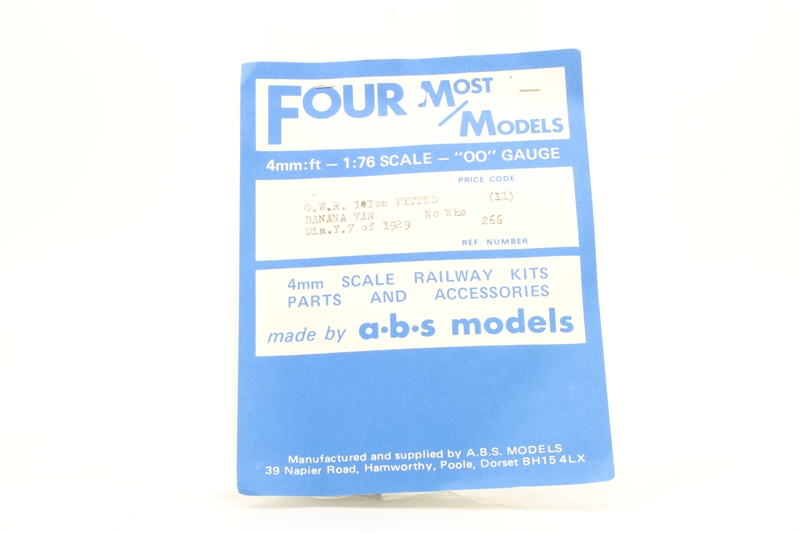 FOUR MOST
MODELS
4mm:ft — 1:76 SCALE — "OO" GAUGE
PRICE CODE
G.W.R. 10Ton FITTED (11)
BANANA VAN No Whs
Dia.Y.7 of 1929 266
REF. NUMBER
4mm SCALE RAILWAY KITS
PARTS AND ACCESSORIES
made by a·b·s models
Manufactured and supplied by A.B.S. MODELS
39 Napier Road, Hamworthy, Poole, Dorset BH15 4LX